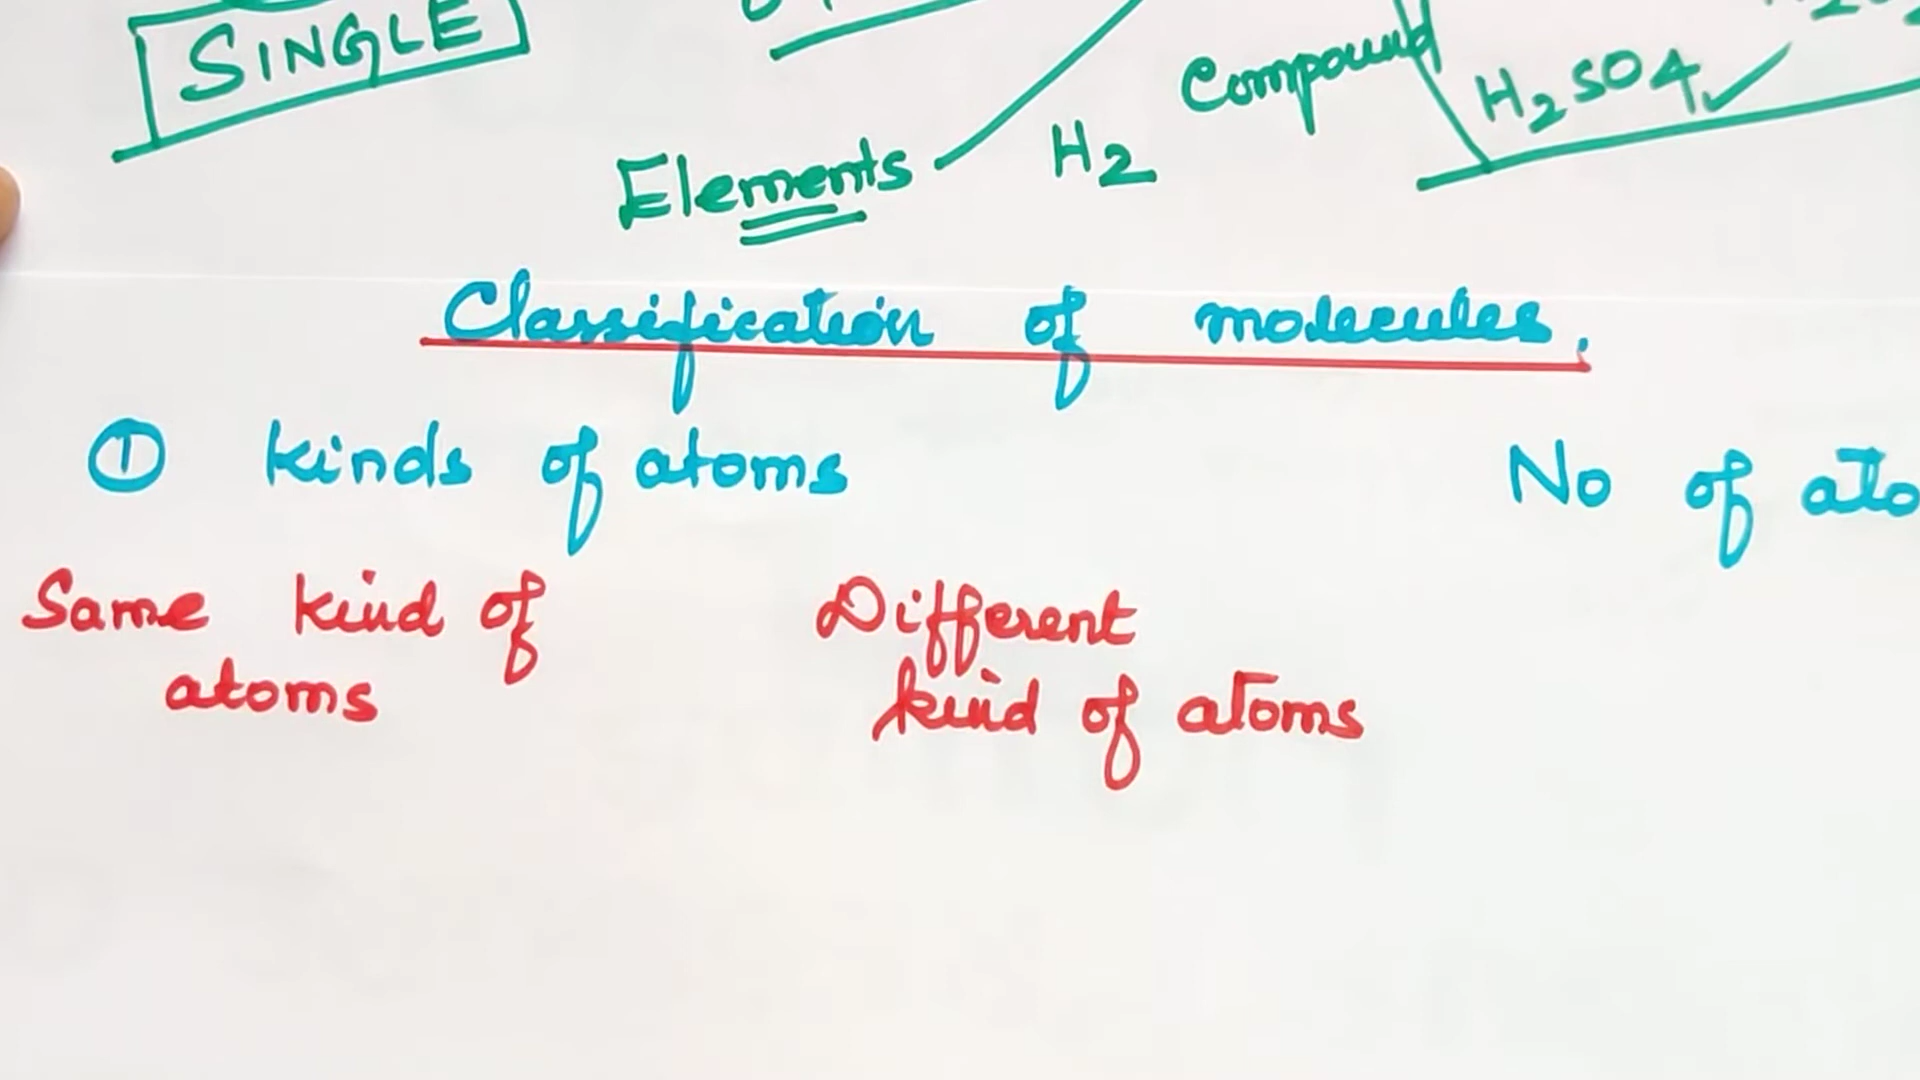 SINGLE
Compound
H2SO4 ✓
Elements
H2
Classification of molecules.
① kinds of atoms
No of ato
Same kind of
atoms
Different
kind of atoms